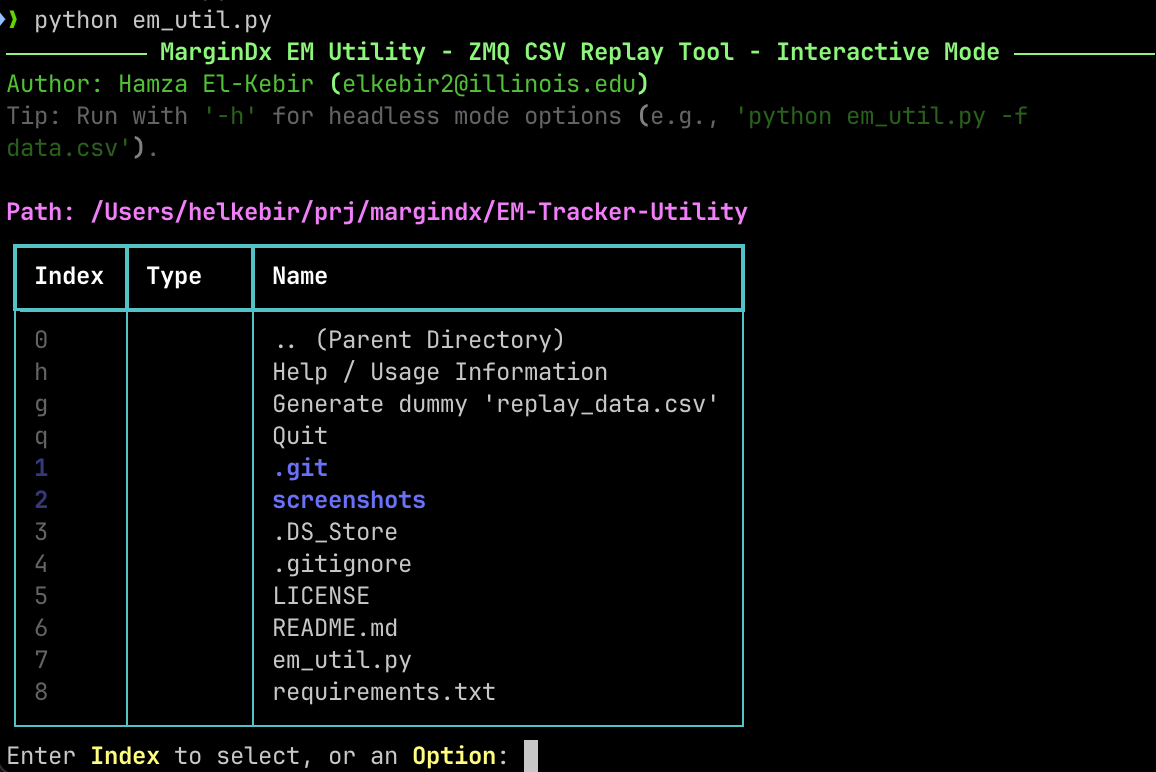 ❯ python em_util.py
MarginDx EM Utility - ZMQ CSV Replay Tool - Interactive Mode
Author: Hamza El-Kebir (elkebir2@illinois.edu)
Tip: Run with '-h' for headless mode options (e.g., 'python em_util.py -f
data.csv').
Path: /Users/helkebir/prj/margindx/EM-Tracker-Utility
Index Type Name
0 .. (Parent Directory)
h Help / Usage Information
g Generate dummy 'replay_data.csv'
q Quit
1 .git
2 screenshots
3 .DS_Store
4 .gitignore
5 LICENSE
6 README.md
7 em_util.py
8 requirements.txt
Enter Index to select, or an Option: